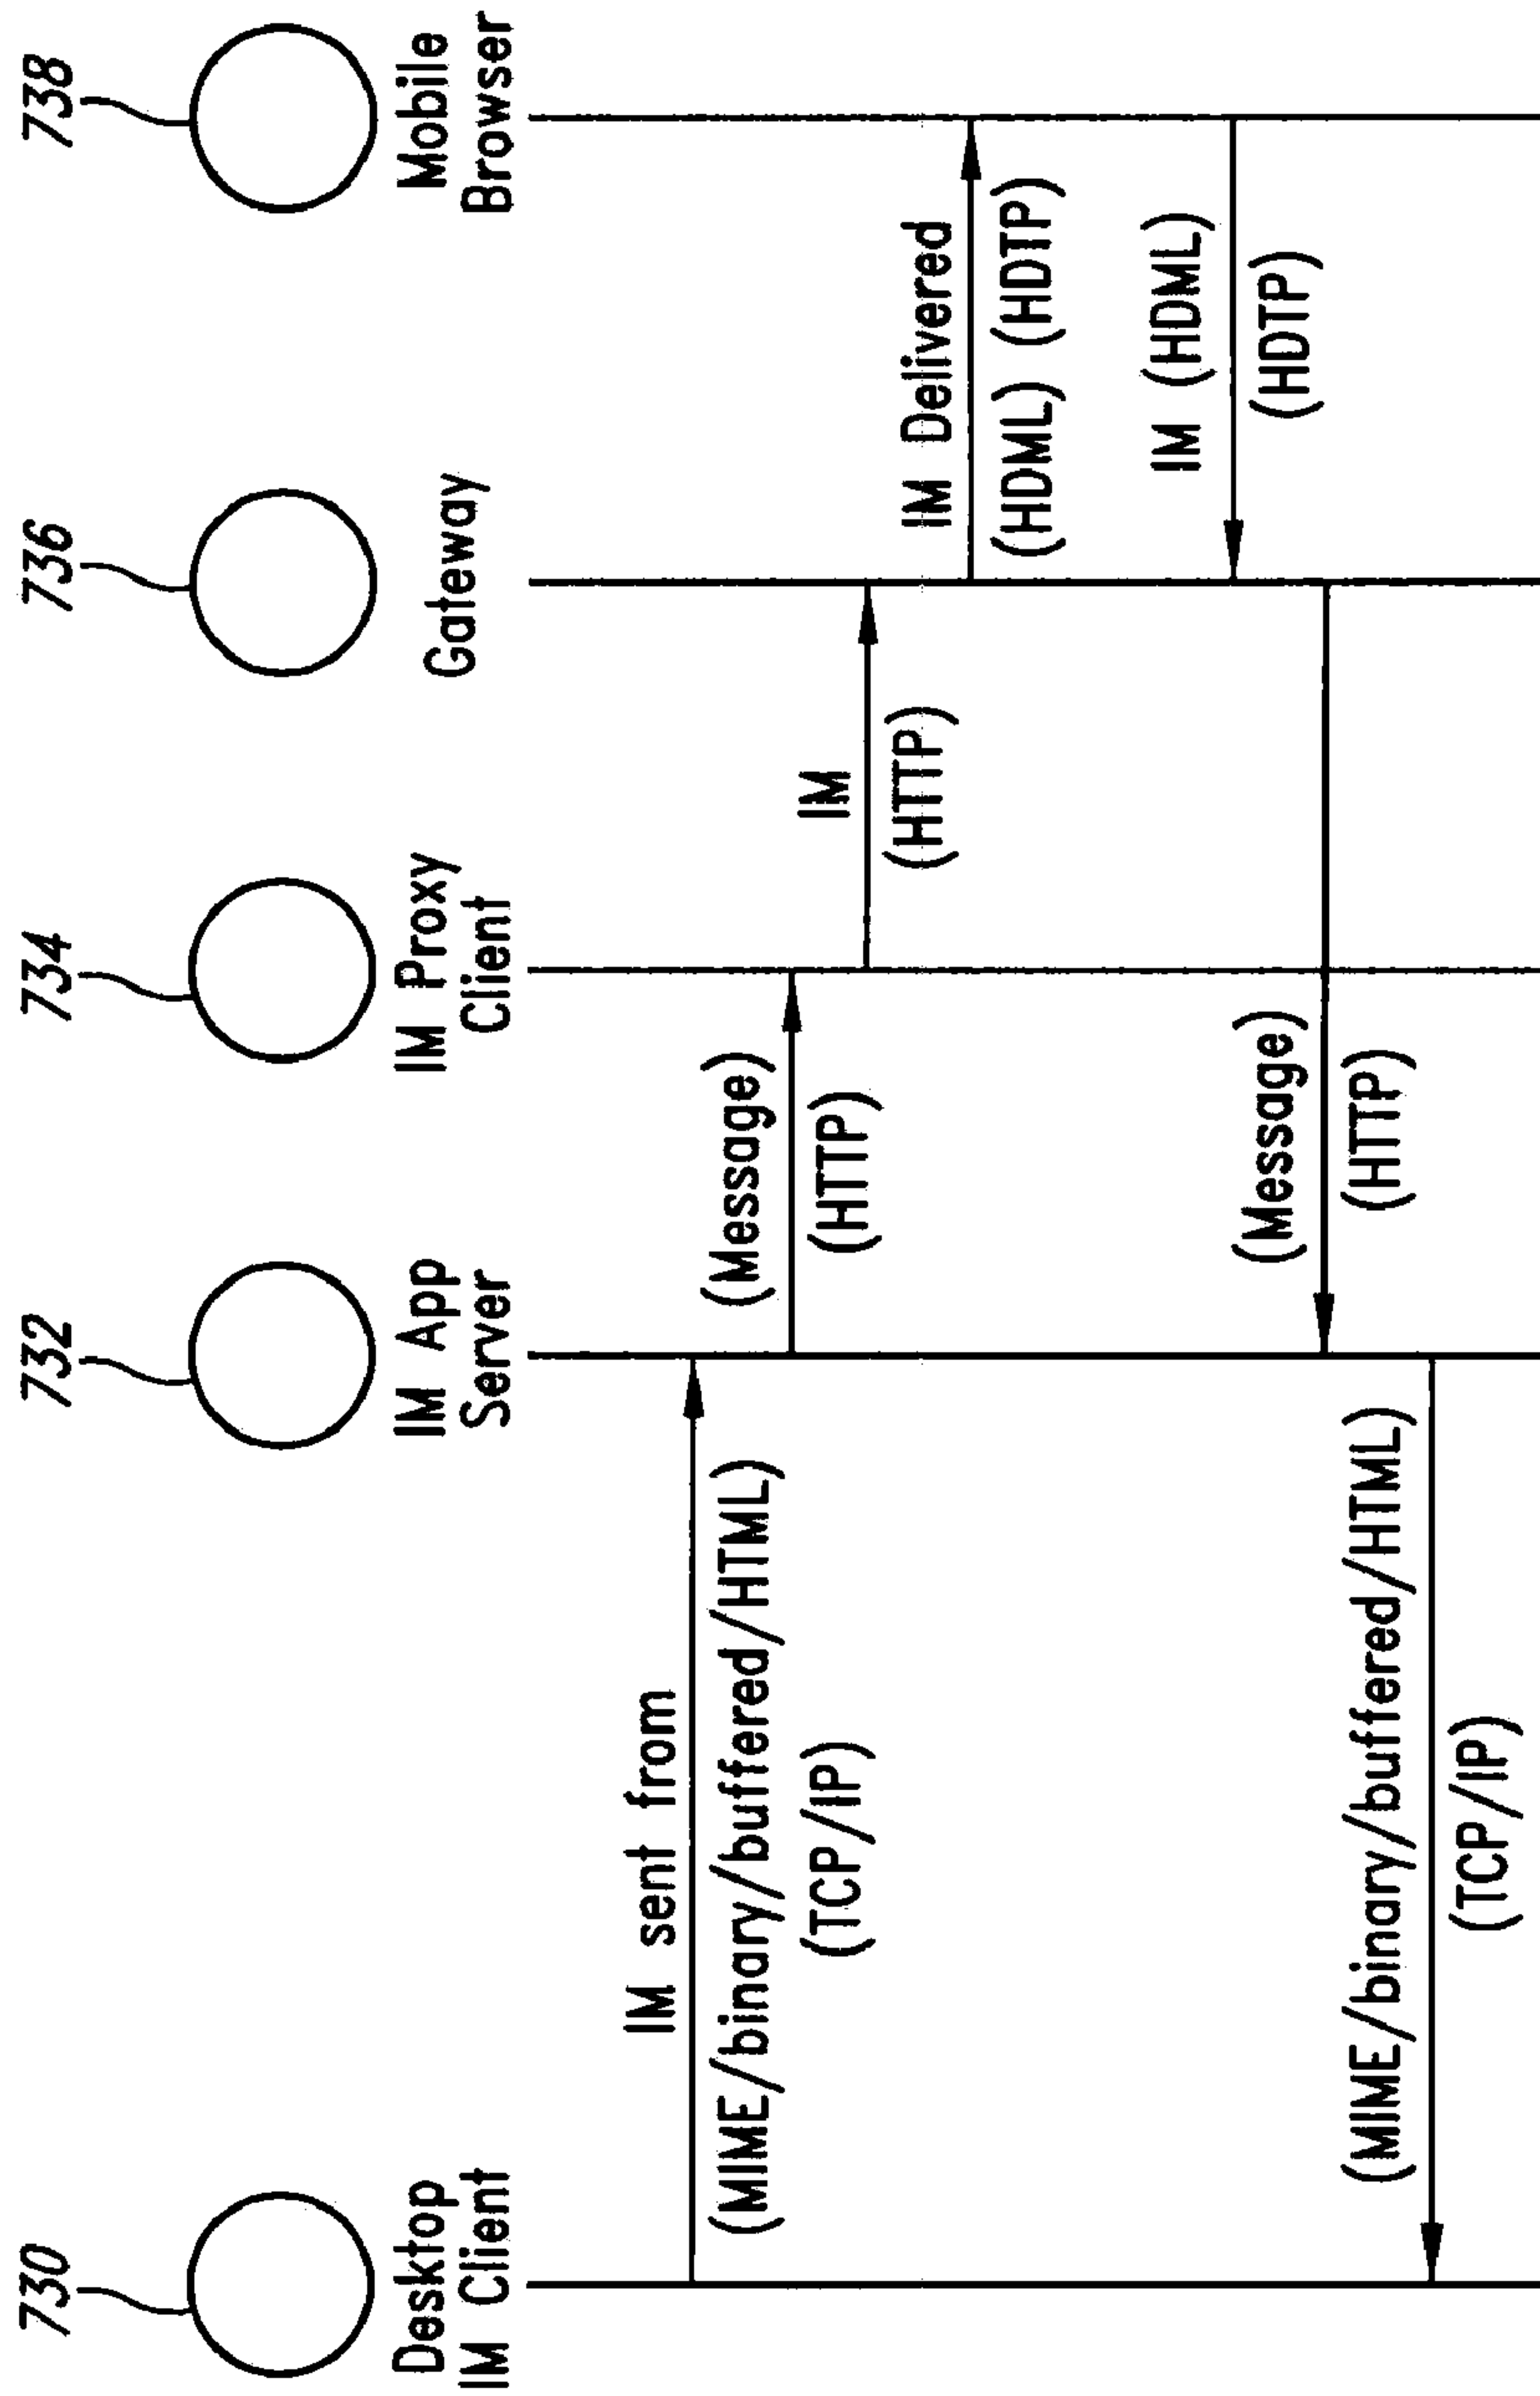 730
732
734
736
738
Desktop
IM Client
IM App
Server
IM Proxy
Client
Gateway
Mobile
Browser
IM sent from
(MIME/binary/buffered/HTML)
(TCP/IP)
(Message)
(HTTP)
IM
(HTTP)
IM Delivered
(HDML) (HDTP)
IM (HDML)
(HDTP)
(Message)
(HTTP)
(MIME/binary/buffered/HTML)
(TCP/IP)